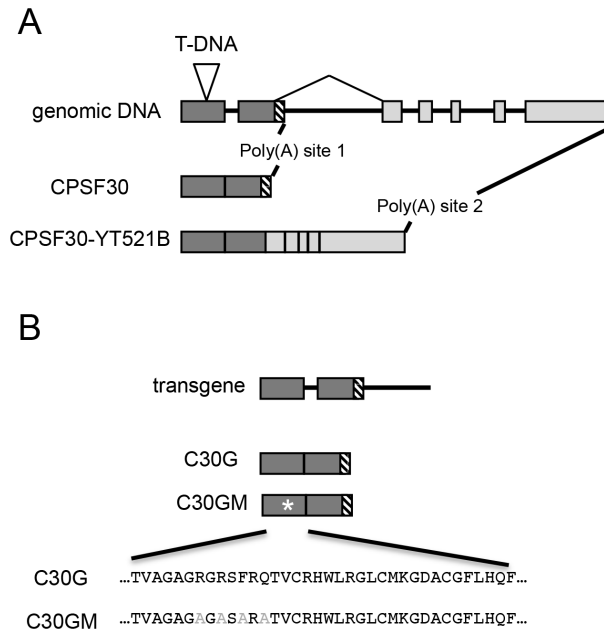 A
T-DNA
genomic DNA
Poly(A) site 1
CPSF30
Poly(A) site 2
CPSF30-YT521B
B
transgene
C30G
C30GM *
C30G ...TVAGAGRGRSFRQTVCRHWLRGLCMKGDACGFLHQF...
C30GM ...TVAGAGAGASARATVCRHWLRGLCMKGDACGFLHQF...